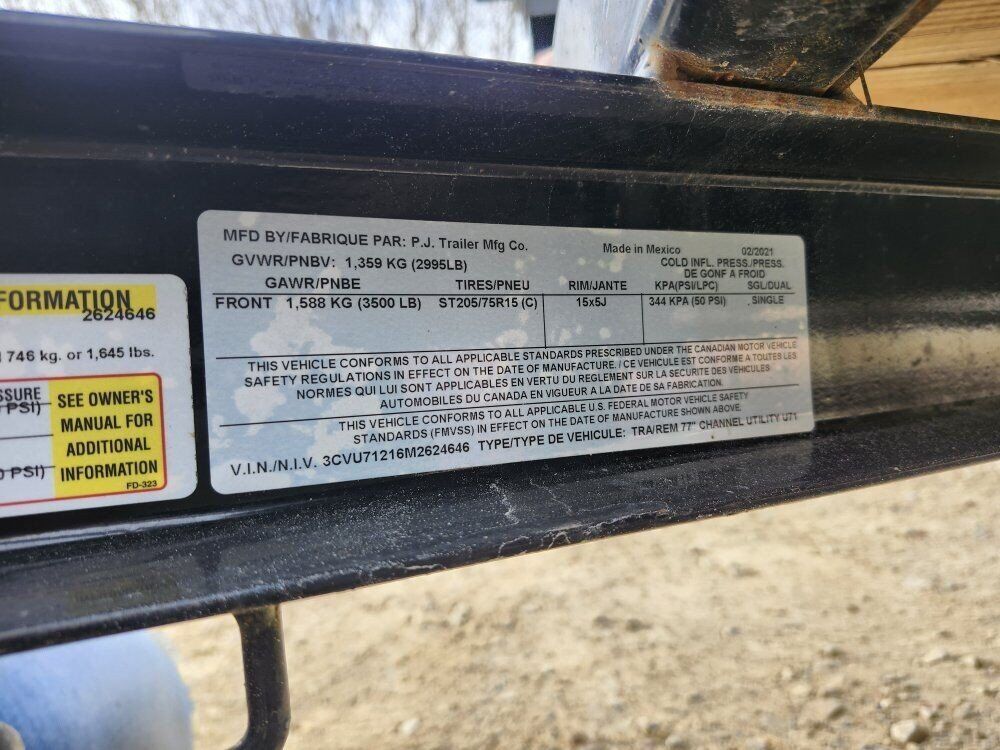 MFD BY/FABRIQUE PAR: P.J. Trailer Mfg Co. Made in Mexico 02/2021
GVWR/PNBV: 1,359 KG (2995LB) COLD INFL. PRESS./PRESS.
DE GONF A FROID
GAWR/PNBE TIRES/PNEU RIM/JANTE KPA(PSI/LPC) SGL/DUAL
FRONT 1,588 KG (3500 LB) ST205/75R15 (C) 15x5J 344 KPA (50 PSI) SINGLE
THIS VEHICLE CONFORMS TO ALL APPLICABLE STANDARDS PRESCRIBED UNDER THE CANADIAN MOTOR VEHICLE
SAFETY REGULATIONS IN EFFECT ON THE DATE OF MANUFACTURE. / CE VEHICULE EST CONFORME A TOUTES LES
NORMES QUI LUI SONT APPLICABLES EN VERTU DU REGLEMENT SUR LA SECURITE DES VEHICULES
AUTOMOBILES DU CANADA EN VIGUEUR A LA DATE DE SA FABRICATION.
THIS VEHICLE CONFORMS TO ALL APPLICABLE U.S. FEDERAL MOTOR VEHICLE SAFETY
STANDARDS (FMVSS) IN EFFECT ON THE DATE OF MANUFACTURE SHOWN ABOVE.
V.I.N./N.I.V. 3CVU71216M2624646 TYPE/TYPE DE VEHICULE: TRA/REM 77" CHANNEL UTILITY U71
FORMATION
2624646
746 kg. or 1,645 lbs.
SSURE
PSI)
PSI)
SEE OWNER'S
MANUAL FOR
ADDITIONAL
INFORMATION
FD-323